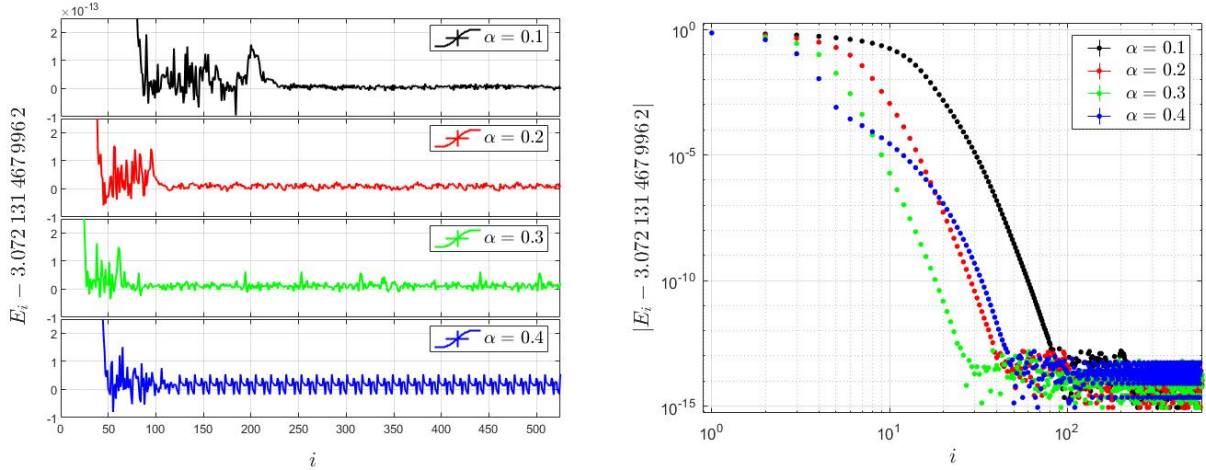 ×10⁻¹³
2
1
0
-1
α = 0.1
1
0
-1
α = 0.2
1
0
-1
α = 0.3
1
0
-1
α = 0.4
0 50 100 150 200 250 300 350 400 450 500
i
E_i − 3.072 131 467 996 2
10⁰
10⁻⁵
10⁻¹⁰
10⁻¹⁵
α = 0.1
α = 0.2
α = 0.3
α = 0.4
10⁰ 10¹ 10²
i
|E_i − 3.072 131 467 996 2|